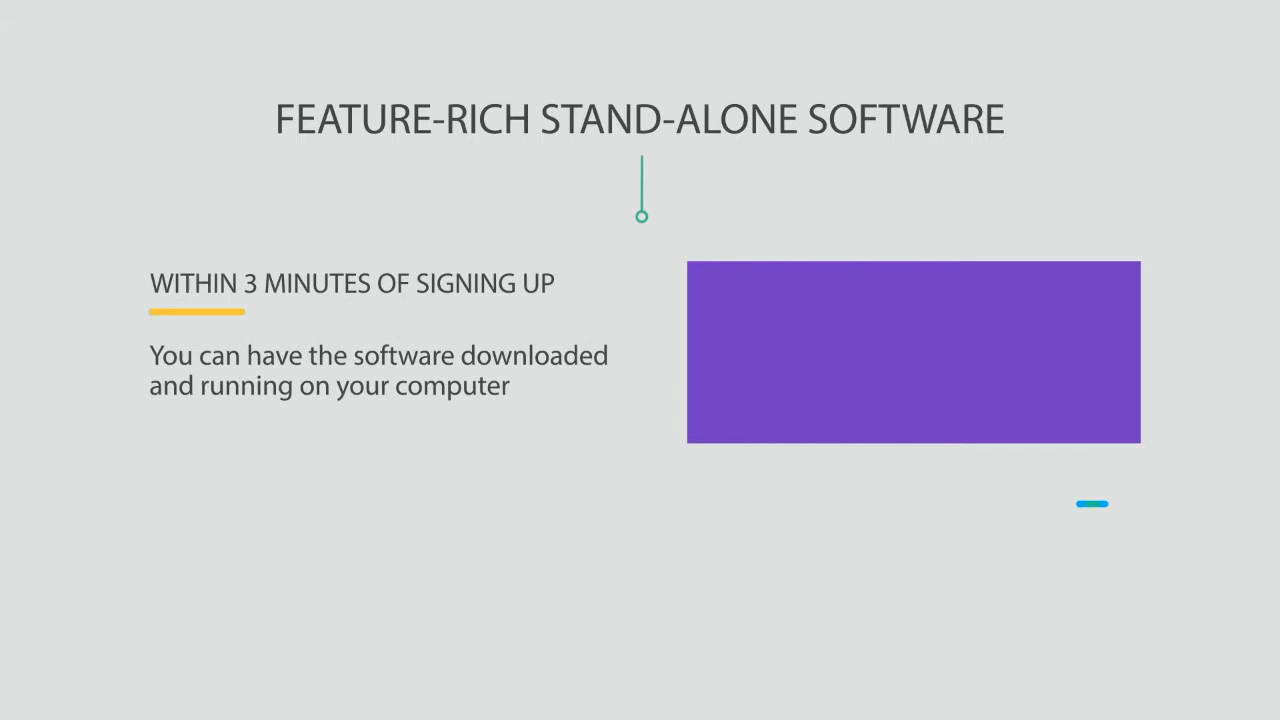 FEATURE-RICH STAND-ALONE SOFTWARE
WITHIN 3 MINUTES OF SIGNING UP
You can have the software downloaded
and running on your computer